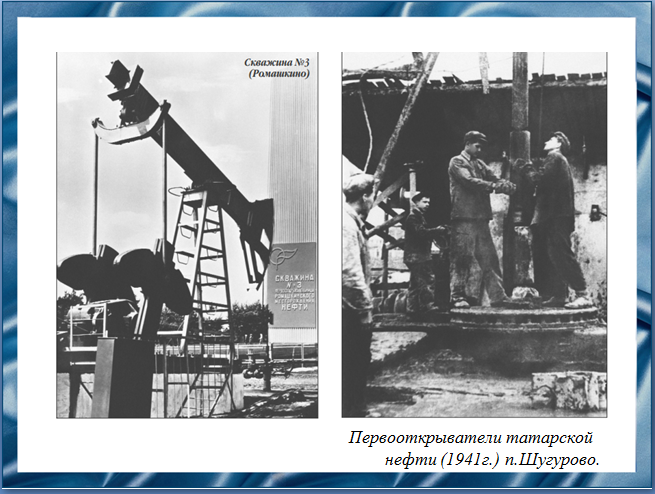 Скважина №3
(Ромашкино)
СКВАЖИНА
№3
НЕФТИ
Первооткрыватели татарской
нефти (1941г.) п.Шугурово.